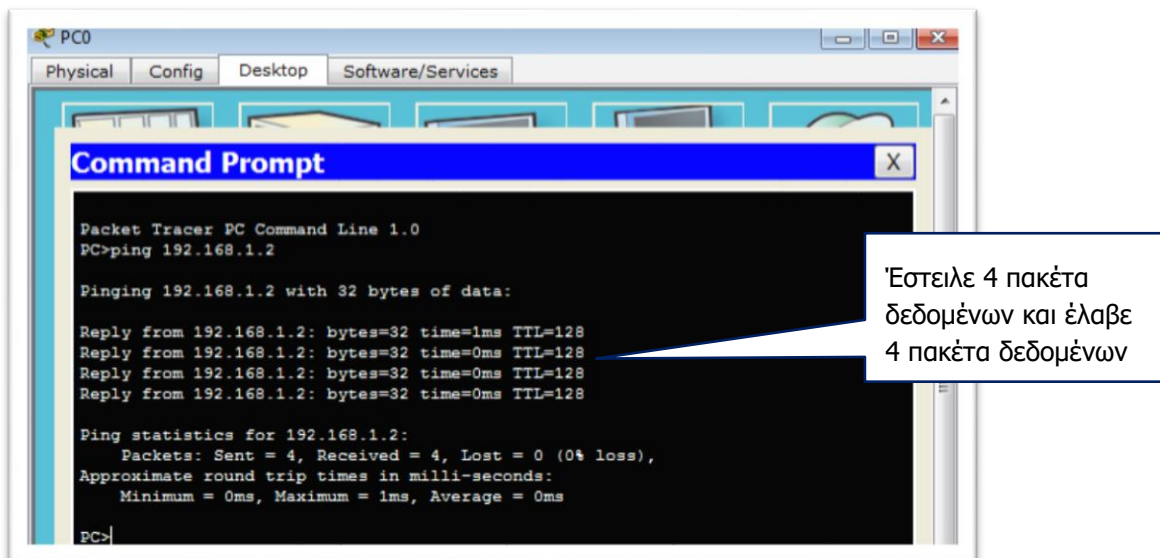 PC0
Physical Config Desktop Software/Services
Command Prompt
X
Packet Tracer PC Command Line 1.0
PC>ping 192.168.1.2
Pinging 192.168.1.2 with 32 bytes of data:
Reply from 192.168.1.2: bytes=32 time=1ms TTL=128
Reply from 192.168.1.2: bytes=32 time=0ms TTL=128
Reply from 192.168.1.2: bytes=32 time=0ms TTL=128
Reply from 192.168.1.2: bytes=32 time=0ms TTL=128
Ping statistics for 192.168.1.2:
Packets: Sent = 4, Received = 4, Lost = 0 (0% loss),
Approximate round trip times in milli-seconds:
Minimum = 0ms, Maximum = 1ms, Average = 0ms
PC>
Έστειλε 4 πακέτα
δεδομένων και έλαβε
4 πακέτα δεδομένων